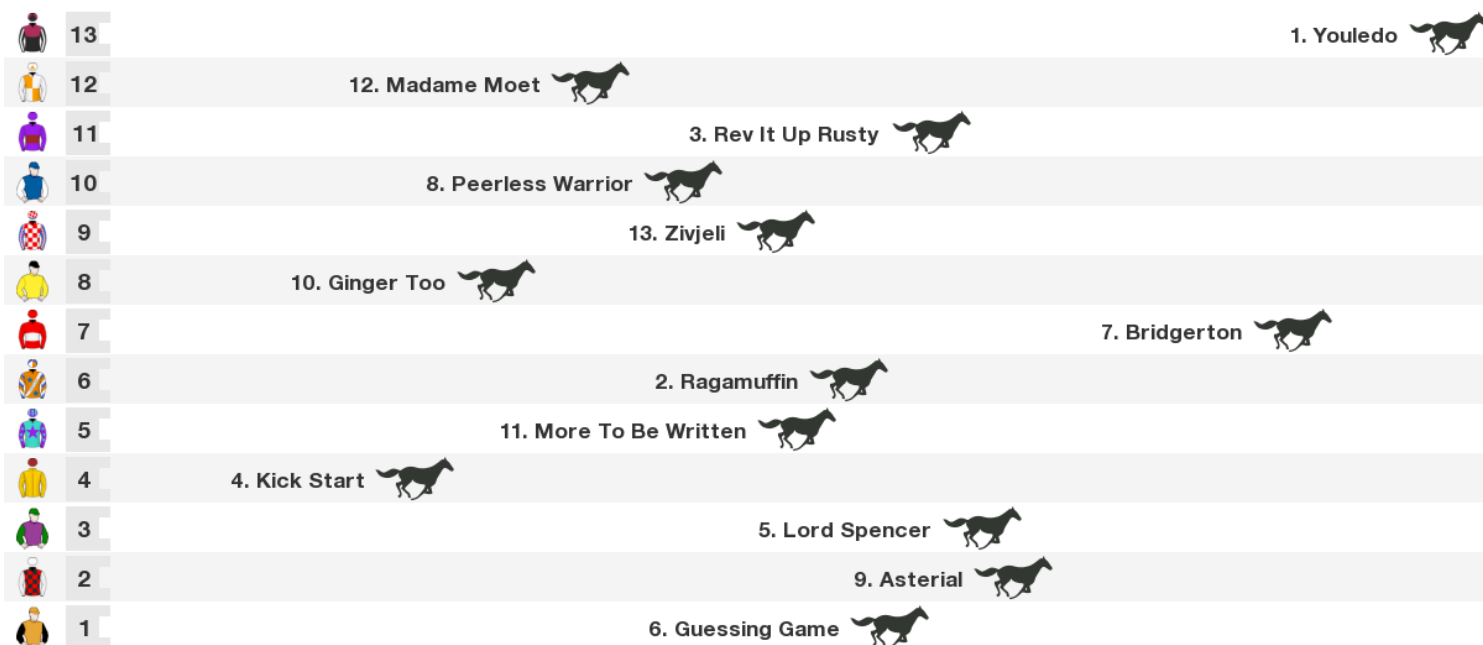 13 1. Youledo
12 12. Madame Moet
11 3. Rev It Up Rusty
10 8. Peerless Warrior
9 13. Zivjeli
8 10. Ginger Too
7 7. Bridgerton
6 2. Ragamuffin
5 11. More To Be Written
4 4. Kick Start
3 5. Lord Spencer
2 9. Asterial
1 6. Guessing Game